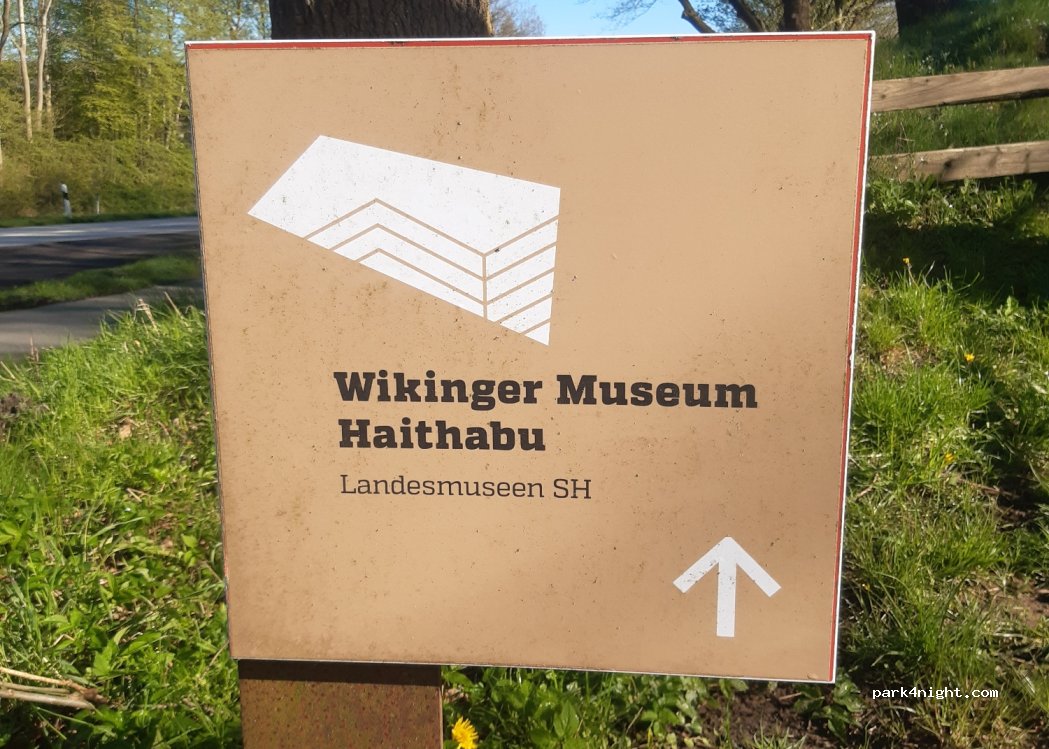 Wikinger Museum
Haithabu
Landesmuseen SH
park4night.com